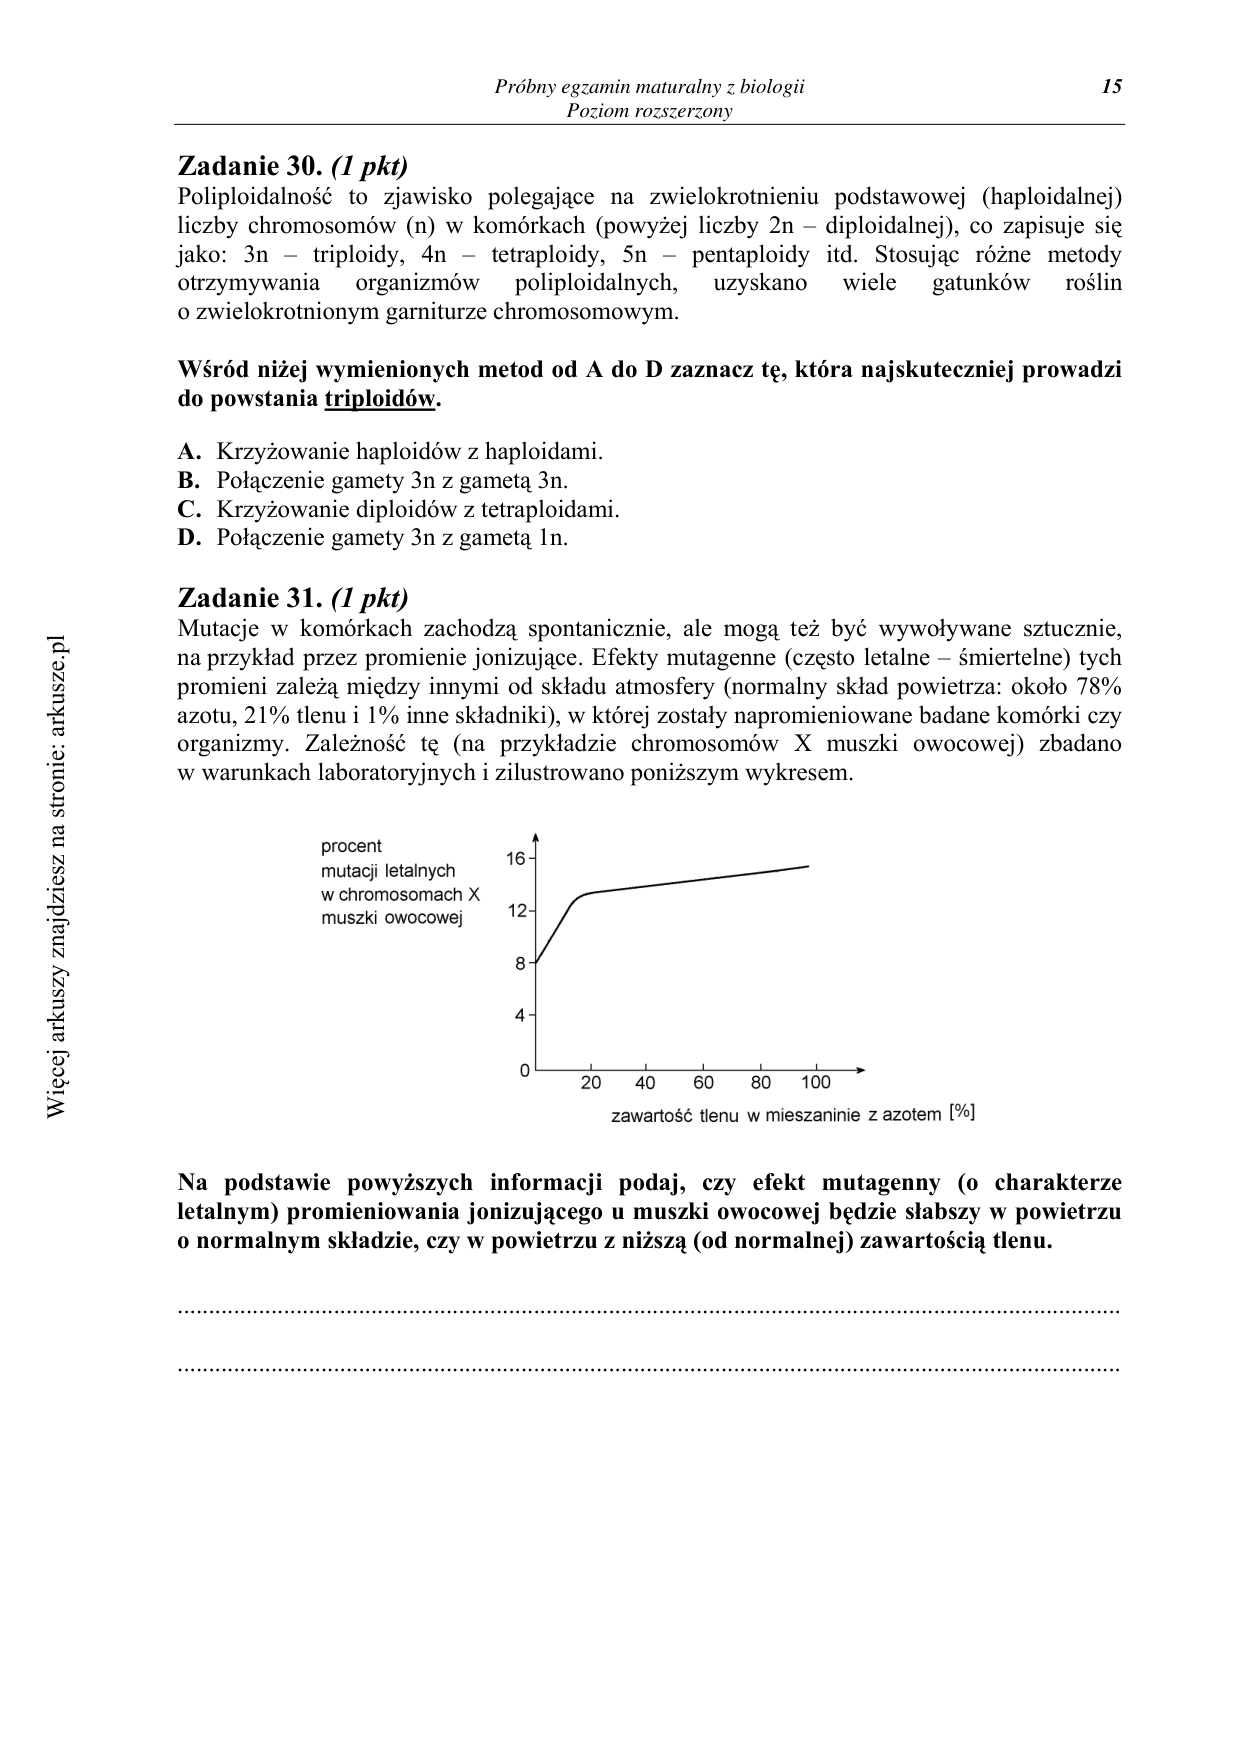 Próbny egzamin maturalny z biologii 15
Poziom rozszerzony
Zadanie 30. (1 pkt)
Poliploidalność to zjawisko polegające na zwielokrotnieniu podstawowej (haploidalnej)
liczby chromosomów (n) w komórkach (powyżej liczby 2n – diploidalnej), co zapisuje się
jako: 3n – triploidy, 4n – tetraploidy, 5n – pentaploidy itd. Stosując różne metody
otrzymywania organizmów poliploidalnych, uzyskano wiele gatunków roślin
o zwielokrotnionym garniturze chromosomowym.
Wśród niżej wymienionych metod od A do D zaznacz tę, która najskuteczniej prowadzi
do powstania triploidów.
A. Krzyżowanie haploidów z haploidami.
B. Połączenie gamety 3n z gametą 3n.
C. Krzyżowanie diploidów z tetraploidami.
D. Połączenie gamety 3n z gametą 1n.
Zadanie 31. (1 pkt)
Mutacje w komórkach zachodzą spontanicznie, ale mogą też być wywoływane sztucznie,
na przykład przez promienie jonizujące. Efekty mutagenne (często letalne – śmiertelne) tych
promieni zależą między innymi od składu atmosfery (normalny skład powietrza: około 78%
azotu, 21% tlenu i 1% inne składniki), w której zostały napromieniowane badane komórki czy
organizmy. Zależność tę (na przykładzie chromosomów X muszki owocowej) zbadano
w warunkach laboratoryjnych i zilustrowano poniższym wykresem.
procent
mutacji letalnych
w chromosomach X
muszki owocowej
16
12
8
4
0
20 40 60 80 100
zawartość tlenu w mieszaninie z azotem [%]
Na podstawie powyższych informacji podaj, czy efekt mutagenny (o charakterze
letalnym) promieniowania jonizującego u muszki owocowej będzie słabszy w powietrzu
o normalnym składzie, czy w powietrzu z niższą (od normalnej) zawartością tlenu.
Więcej arkuszy znajdziesz na stronie: arkusze.pl